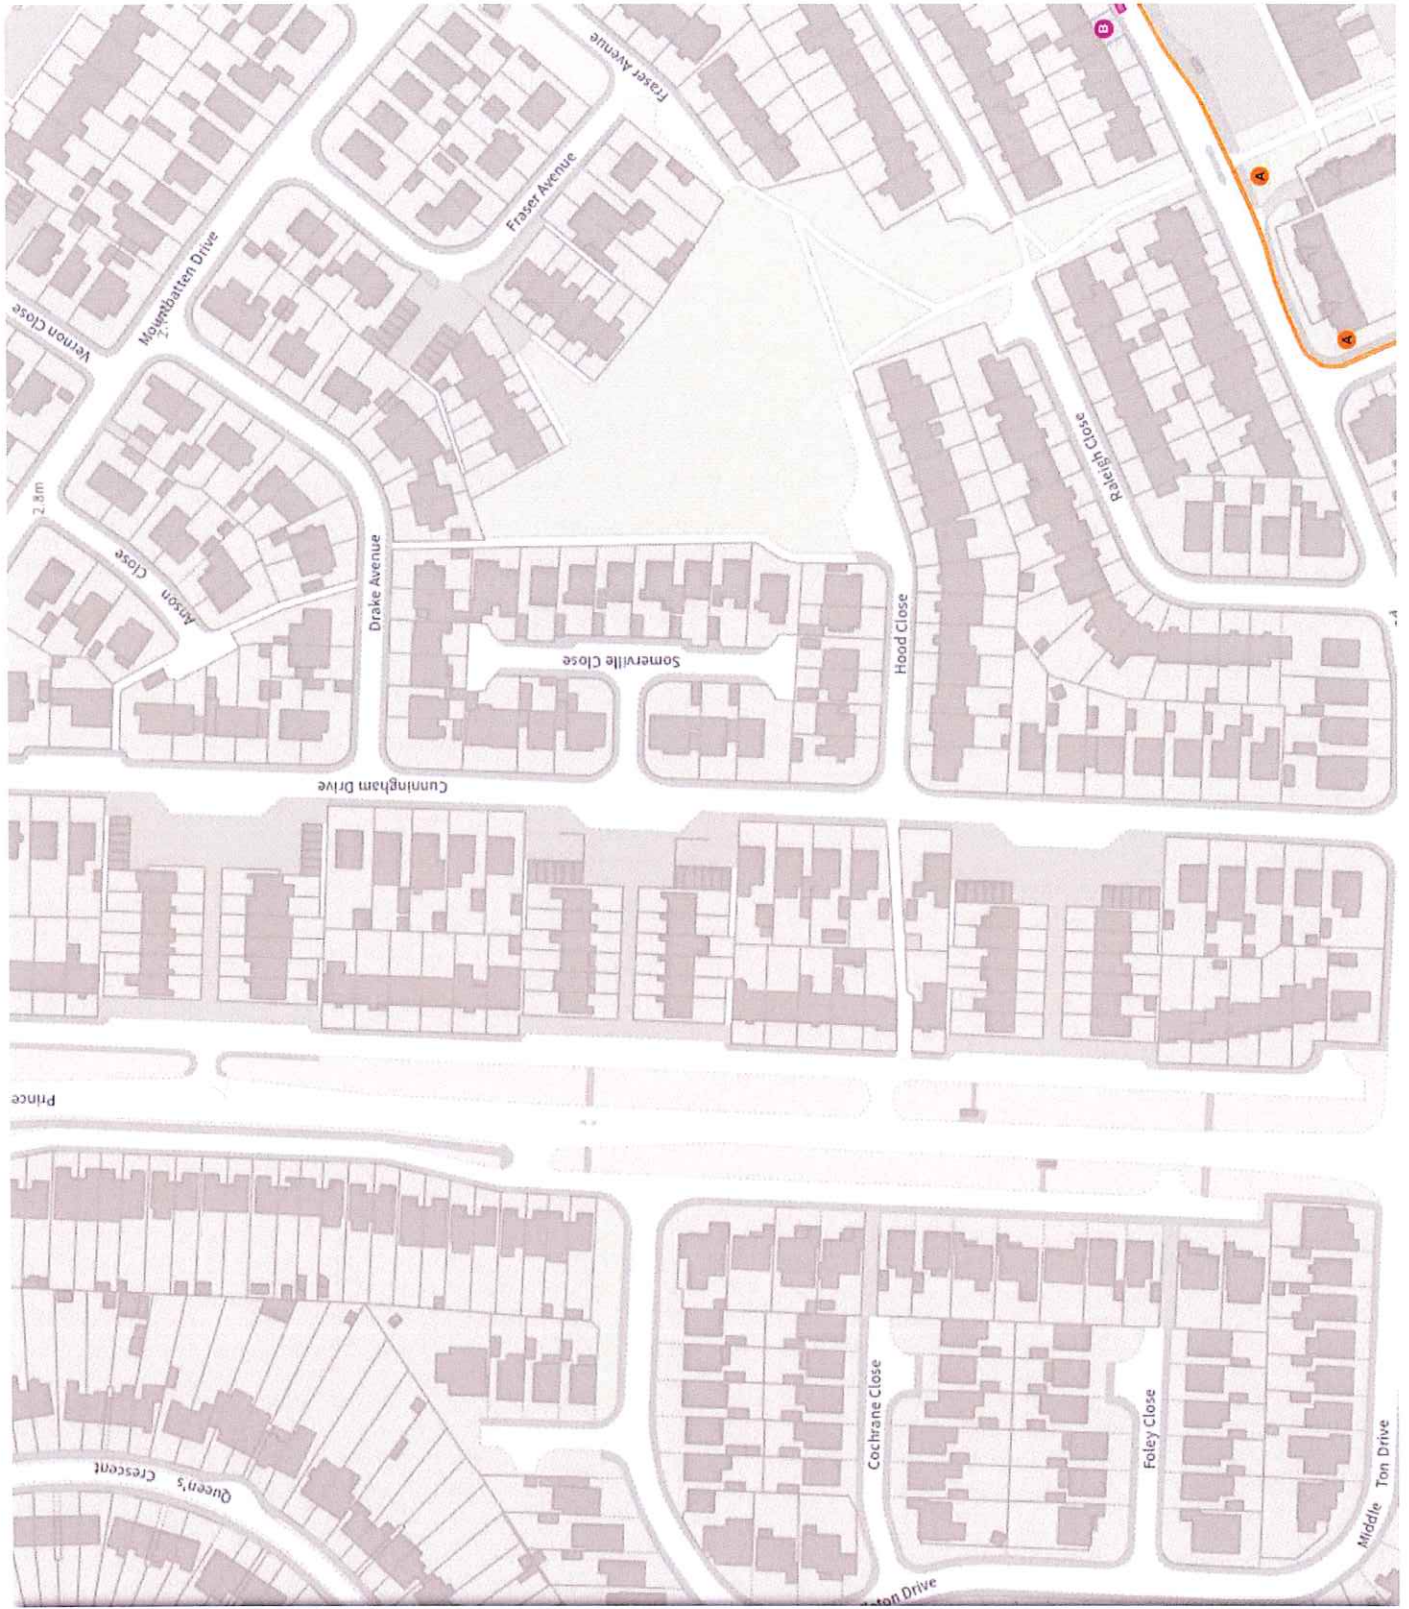 Fraser Avenue
B
Fraser Avenue
A
Mountbatten Drive
Vernon Close
A
2.8m
Close
Anson
Drake Avenue
Raleigh Close
Hood Close
Somerville Close
Cunningham Drive
Prince
Queen's
Crescent
Cochrane Close
Foley Close
Middle
Ton Drive
eton Drive